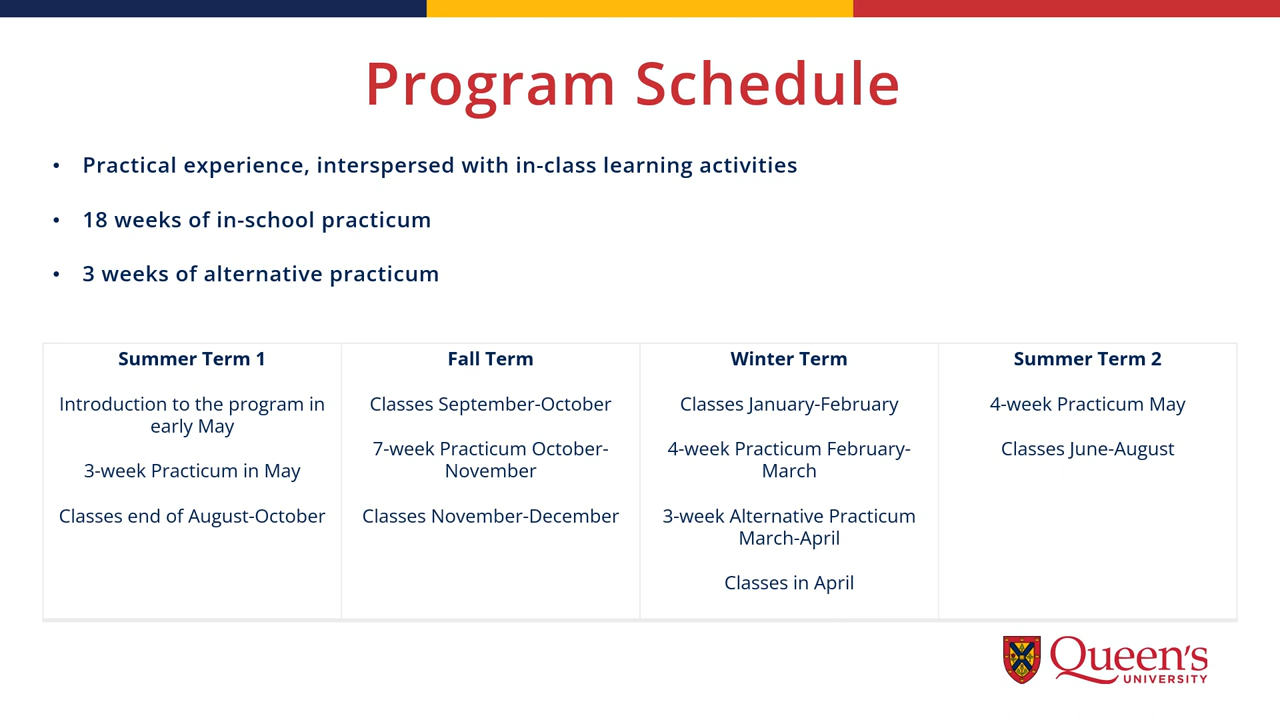 Program Schedule
• Practical experience, interspersed with in-class learning activities
• 18 weeks of in-school practicum
• 3 weeks of alternative practicum
Summer Term 1
Introduction to the program in
early May
3-week Practicum in May
Classes end of August-October
Fall Term
Classes September-October
7-week Practicum October-
November
Classes November-December
Winter Term
Classes January-February
4-week Practicum February-
March
3-week Alternative Practicum
March-April
Classes in April
Summer Term 2
4-week Practicum May
Classes June-August
Queen's
UNIVERSITY